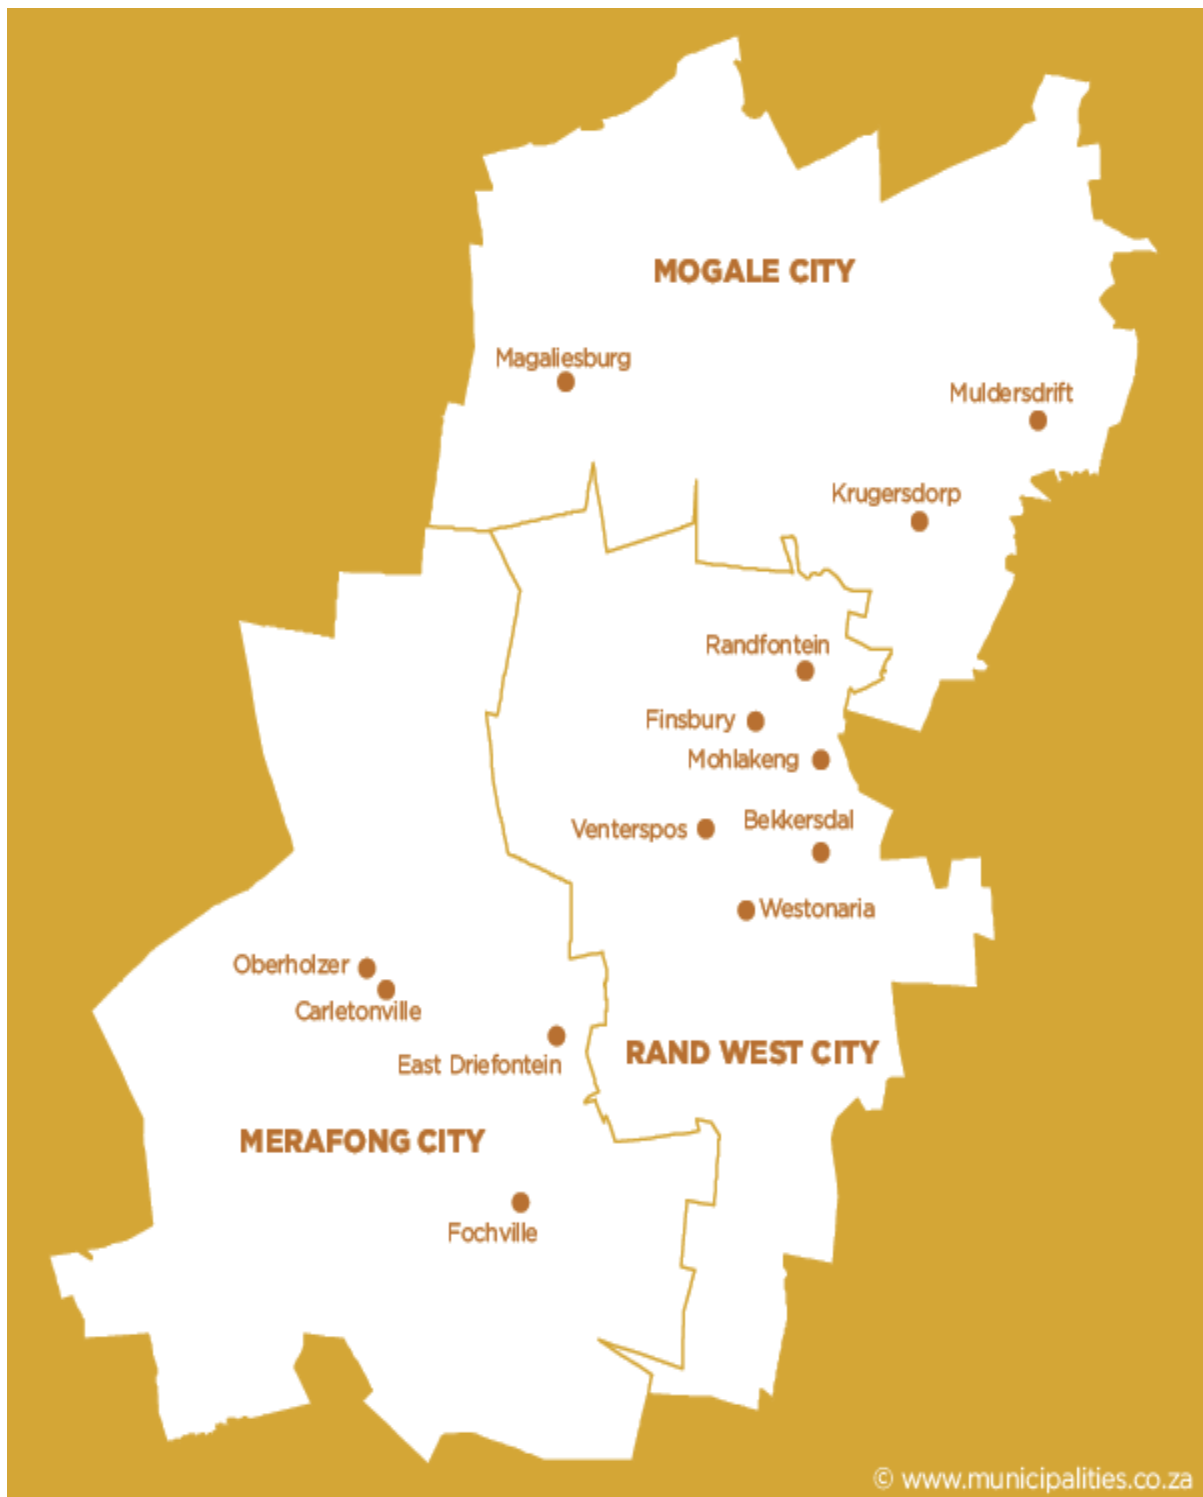 MOGALE CITY
Magaliesburg
Muldersdrift
Krugersdorp
Randfontein
Finsbury
Mohlakeng
Bekkersdal
Venterspos
Westonaria
Oberholzer
Carletonville
East Driefontein
RAND WEST CITY
MERAFONG CITY
Fochville
© www.municipalities.co.za